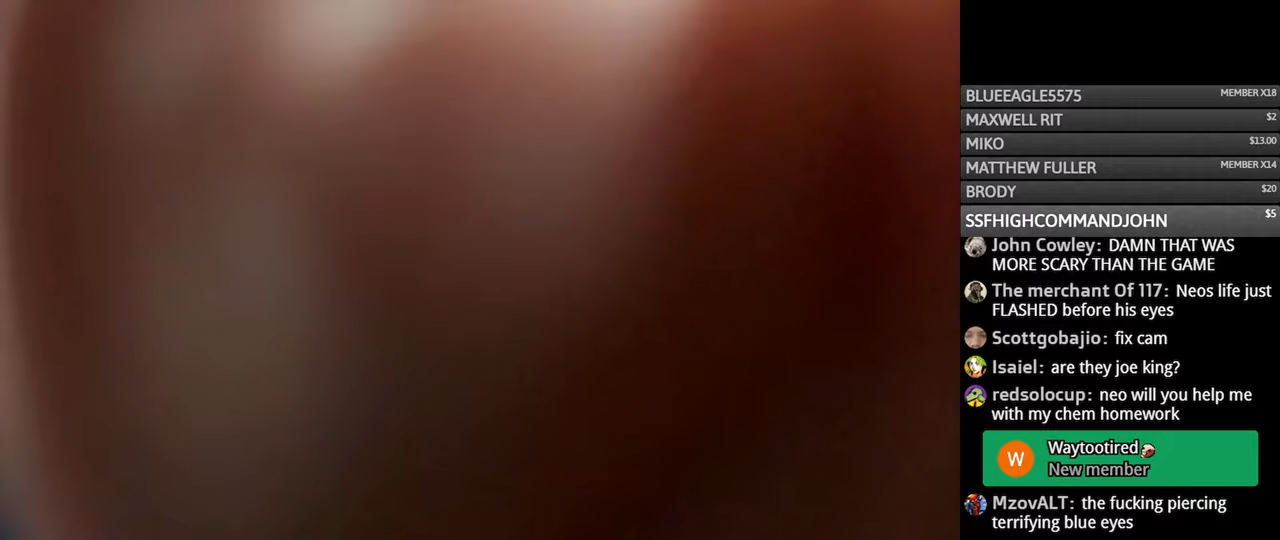 BLUEEAGLE5575 MEMBER X18
MAXWELL RIT $2
MIKO $13.00
MATTHEW FULLER MEMBER X14
BRODY $20
SSFHIGHCOMMANDJOHN $5
John Cowley: DAMN THAT WAS
MORE SCARY THAN THE GAME
The merchant Of 117: Neos life just
FLASHED before his eyes
Scottgobajio: fix cam
Isaiel: are they joe king?
redsolocup: neo will you help me
with my chem homework
W
Waytootired
New member
MzovALT: the fucking piercing
terrifying blue eyes